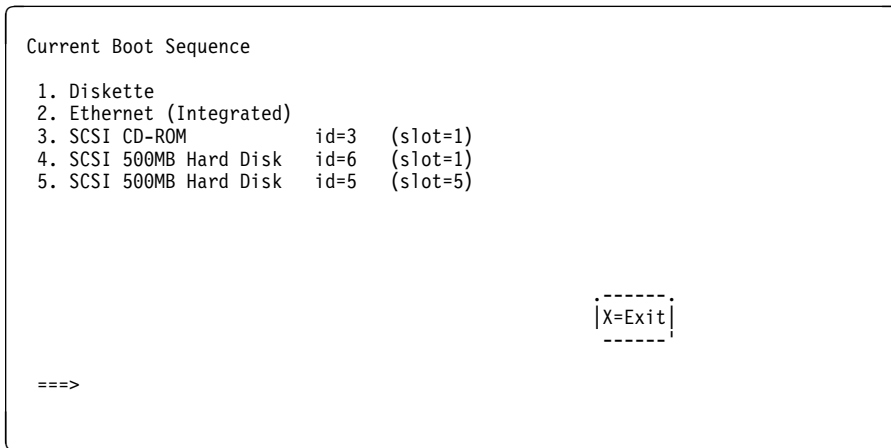 Current Boot Sequence
1. Diskette
2. Ethernet (Integrated)
3. SCSI CD-ROM id=3 (slot=1)
4. SCSI 500MB Hard Disk id=6 (slot=1)
5. SCSI 500MB Hard Disk id=5 (slot=5)
.------.
|X=Exit|
------'
===>